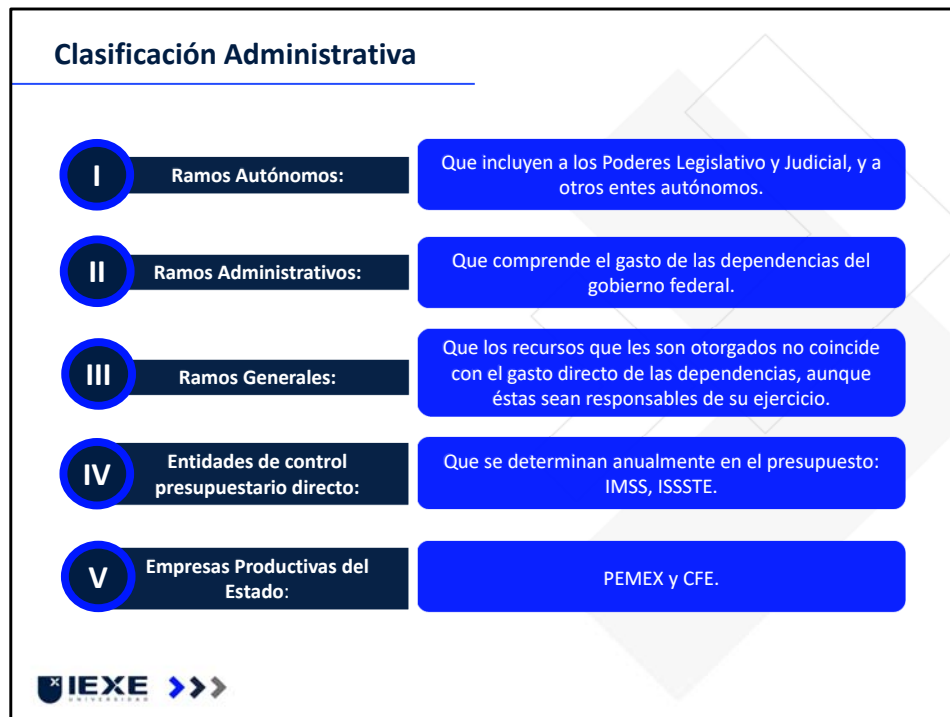 Clasificación Administrativa
I
Ramos Autónomos:
Que incluyen a los Poderes Legislativo y Judicial, y a
otros entes autónomos.
II
Ramos Administrativos:
Que comprende el gasto de las dependencias del
gobierno federal.
III
Ramos Generales:
Que los recursos que les son otorgados no coincide
con el gasto directo de las dependencias, aunque
éstas sean responsables de su ejercicio.
IV
Entidades de control
presupuestario directo:
Que se determinan anualmente en el presupuesto:
IMSS, ISSSTE.
V
Empresas Productivas del
Estado:
PEMEX y CFE.
IEXE
UNIVERSIDAD